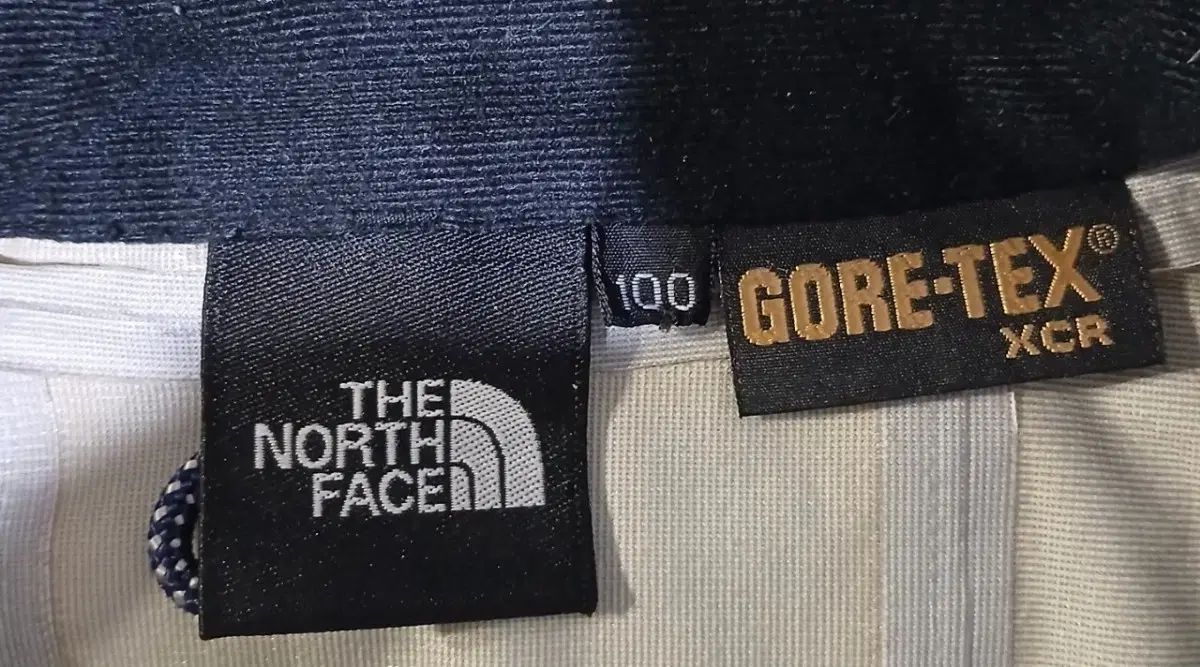 THE
NORTH
FACE
100
GORE-TEX®
XCR